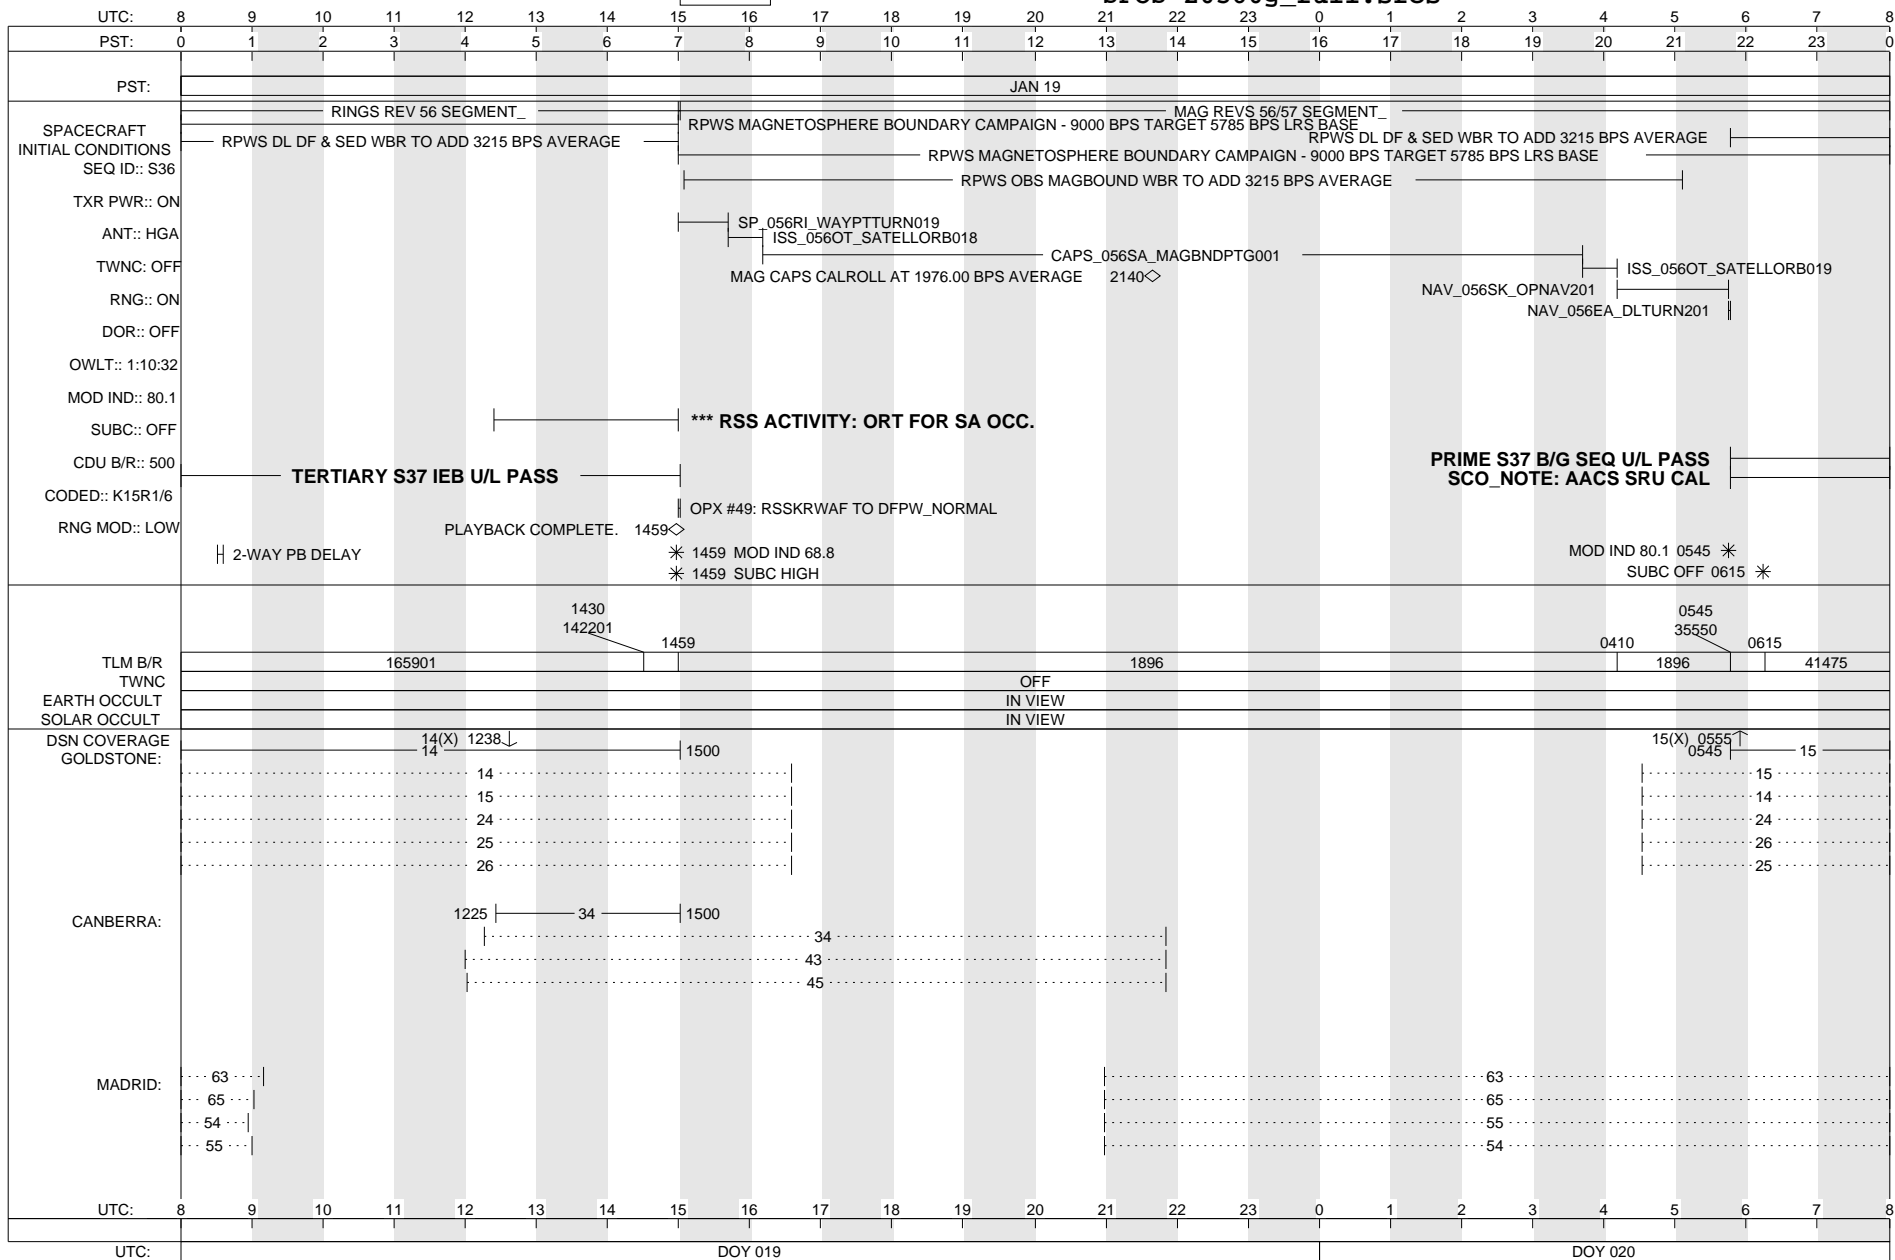 UTC: 8 9 10 11 12 13 14 15 16 17 18 19 20 21 22 23 0 1 2 3 4 5 6 7 8
PST: 0 1 2 3 4 5 6 7 8 9 10 11 12 13 14 15 16 17 18 19 20 21 22 23 0
PST: JAN 19
RINGS REV 56 SEGMENT_ MAG REVS 56/57 SEGMENT_
RPWS MAGNETOSPHERE BOUNDARY CAMPAIGN - 9000 BPS TARGET 5785 BPS LRS BASE
SPACECRAFT
INITIAL CONDITIONS
RPWS DL DF & SED WBR TO ADD 3215 BPS AVERAGE RPWS DL DF & SED WBR TO ADD 3215 BPS AVERAGE
RPWS MAGNETOSPHERE BOUNDARY CAMPAIGN - 9000 BPS TARGET 5785 BPS LRS BASE
SEQ ID:: S36
RPWS OBS MAGBOUND WBR TO ADD 3215 BPS AVERAGE
TXR PWR:: ON
SP_056RI_WAYPTTURN019
ANT:: HGA
ISS_056OT_SATELLORB018
CAPS_056SA_MAGBNDPTG001
TWNC: OFF
ISS_056OT_SATELLORB019
MAG CAPS CALROLL AT 1976.00 BPS AVERAGE 2140
NAV_056SK_OPNAV201
RNG:: ON
NAV_056EA_DLTURN201
DOR:: OFF
OWLT:: 1:10:32
MOD IND:: 80.1
*** RSS ACTIVITY: ORT FOR SA OCC.
SUBC:: OFF
PRIME S37 B/G SEQ U/L PASS
CDU B/R:: 500
TERTIARY S37 IEB U/L PASS SCO_NOTE: AACS SRU CAL
CODED:: K15R1/6
OPX #49: RSSKRWAF TO DFPW_NORMAL
RNG MOD:: LOW
PLAYBACK COMPLETE. 1459
2-WAY PB DELAY 1459 MOD IND 68.8 MOD IND 80.1 0545
1459 SUBC HIGH SUBC OFF 0615
1430 0545
142201 35550
1459 0410 0615
TLM B/R 165901 1896 1896 41475
TWNC OFF
EARTH OCCULT IN VIEW
SOLAR OCCULT IN VIEW
DSN COVERAGE 14(X) 1238 15(X) 0555
GOLDSTONE: 14 1500 0545 15
14 15
15 14
24 24
25 26
26 25
CANBERRA: 1225 34 1500
34
43
45
MADRID: 63 63
65 65
54 55
55 54
UTC: 8 9 10 11 12 13 14 15 16 17 18 19 20 21 22 23 0 1 2 3 4 5 6 7 8
UTC: DOY 019 DOY 020